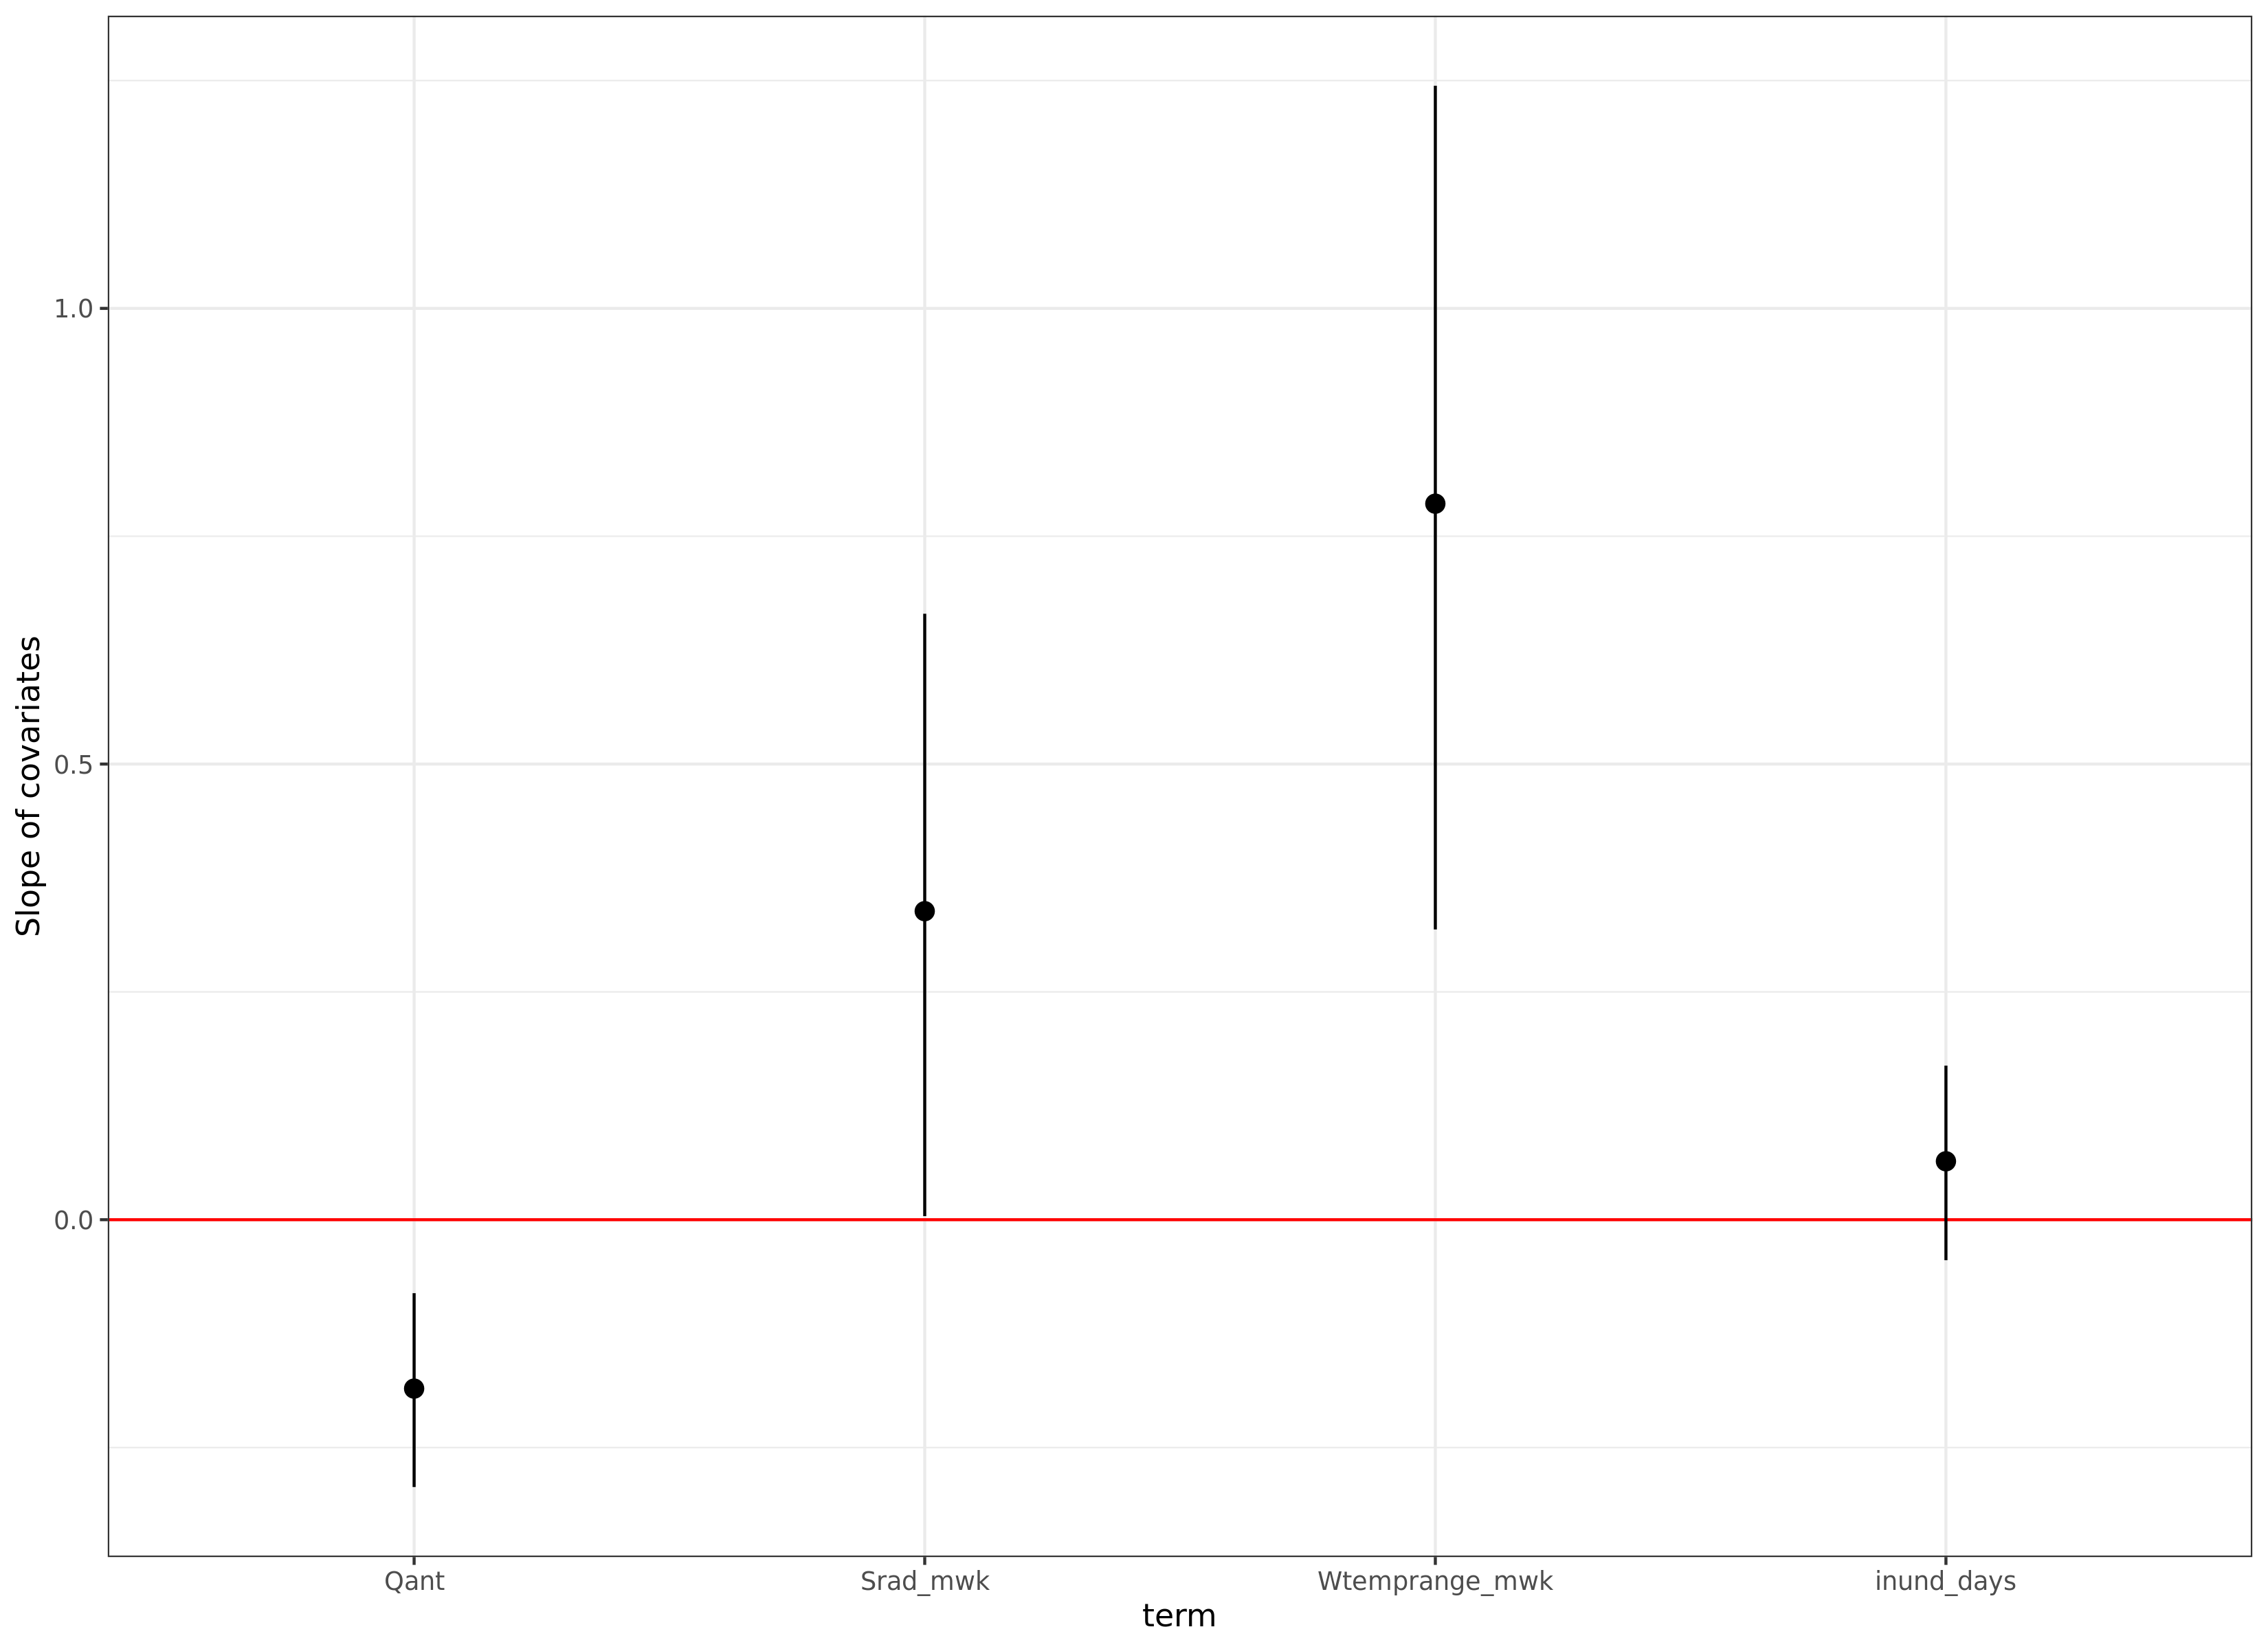 Slope of covariates
1.0
0.5
0.0
Qant Srad_mwk Wtemprange_mwk inund_days
term